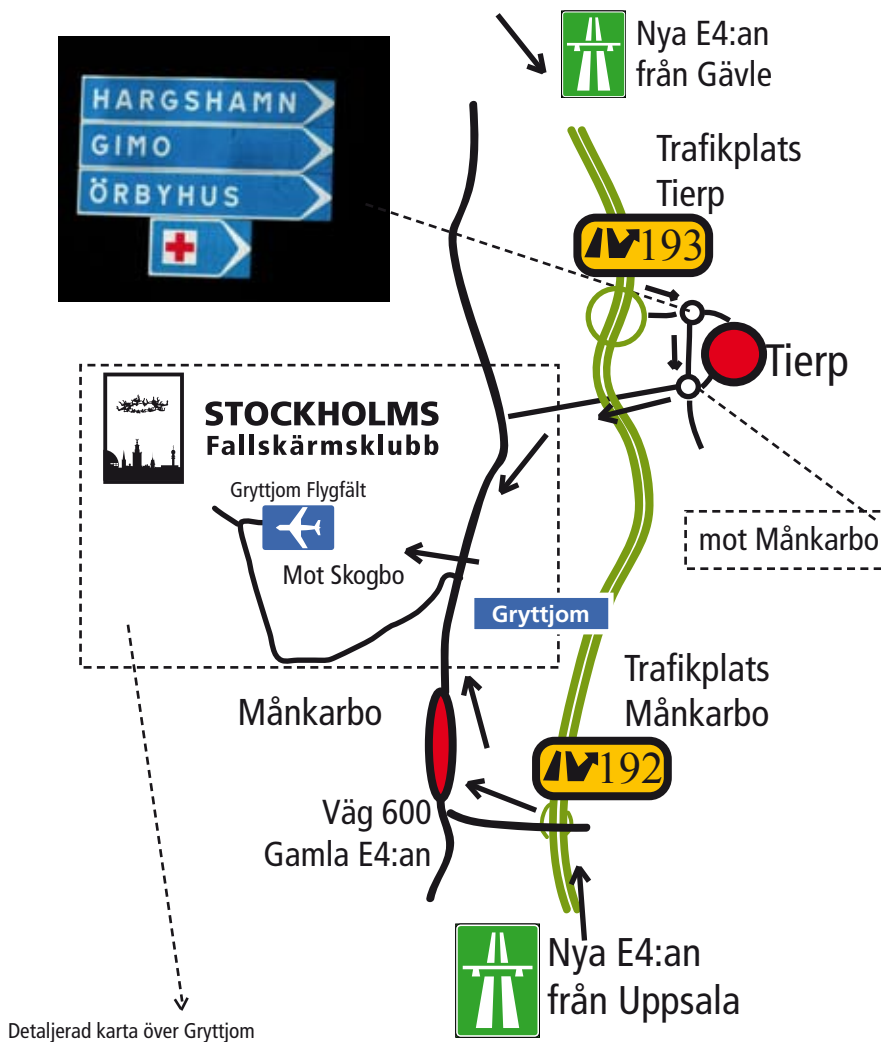 HARGSHAMN
GIMO
ÖRBYHUS
Nya E4:an
från Gävle
Trafikplats
Tierp
193
Tierp
STOCKHOLMS
Fallskärmsklubb
Gryttjom Flygfält
Mot Skogbo
mot Månkarbo
Gryttjom
Trafikplats
Månkarbo
Månkarbo
192
Väg 600
Gamla E4:an
Nya E4:an
från Uppsala
Detaljerad karta över Gryttjom